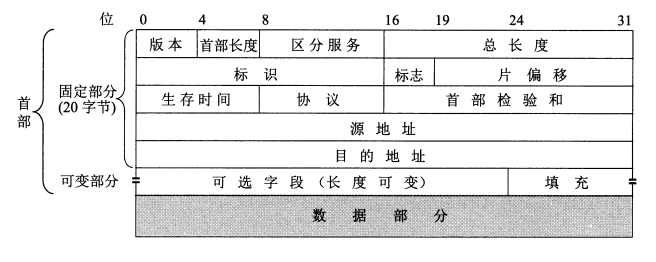 位 0 4 8 16 19 24 31
版本 首部长度 区分服务 总长度
标识 标志 片偏移
生存时间 协议 首部检验和
源地址
目的地址
可变部分 可选字段（长度可变） 填充
数据部分
首部
固定部分
(20 字节)